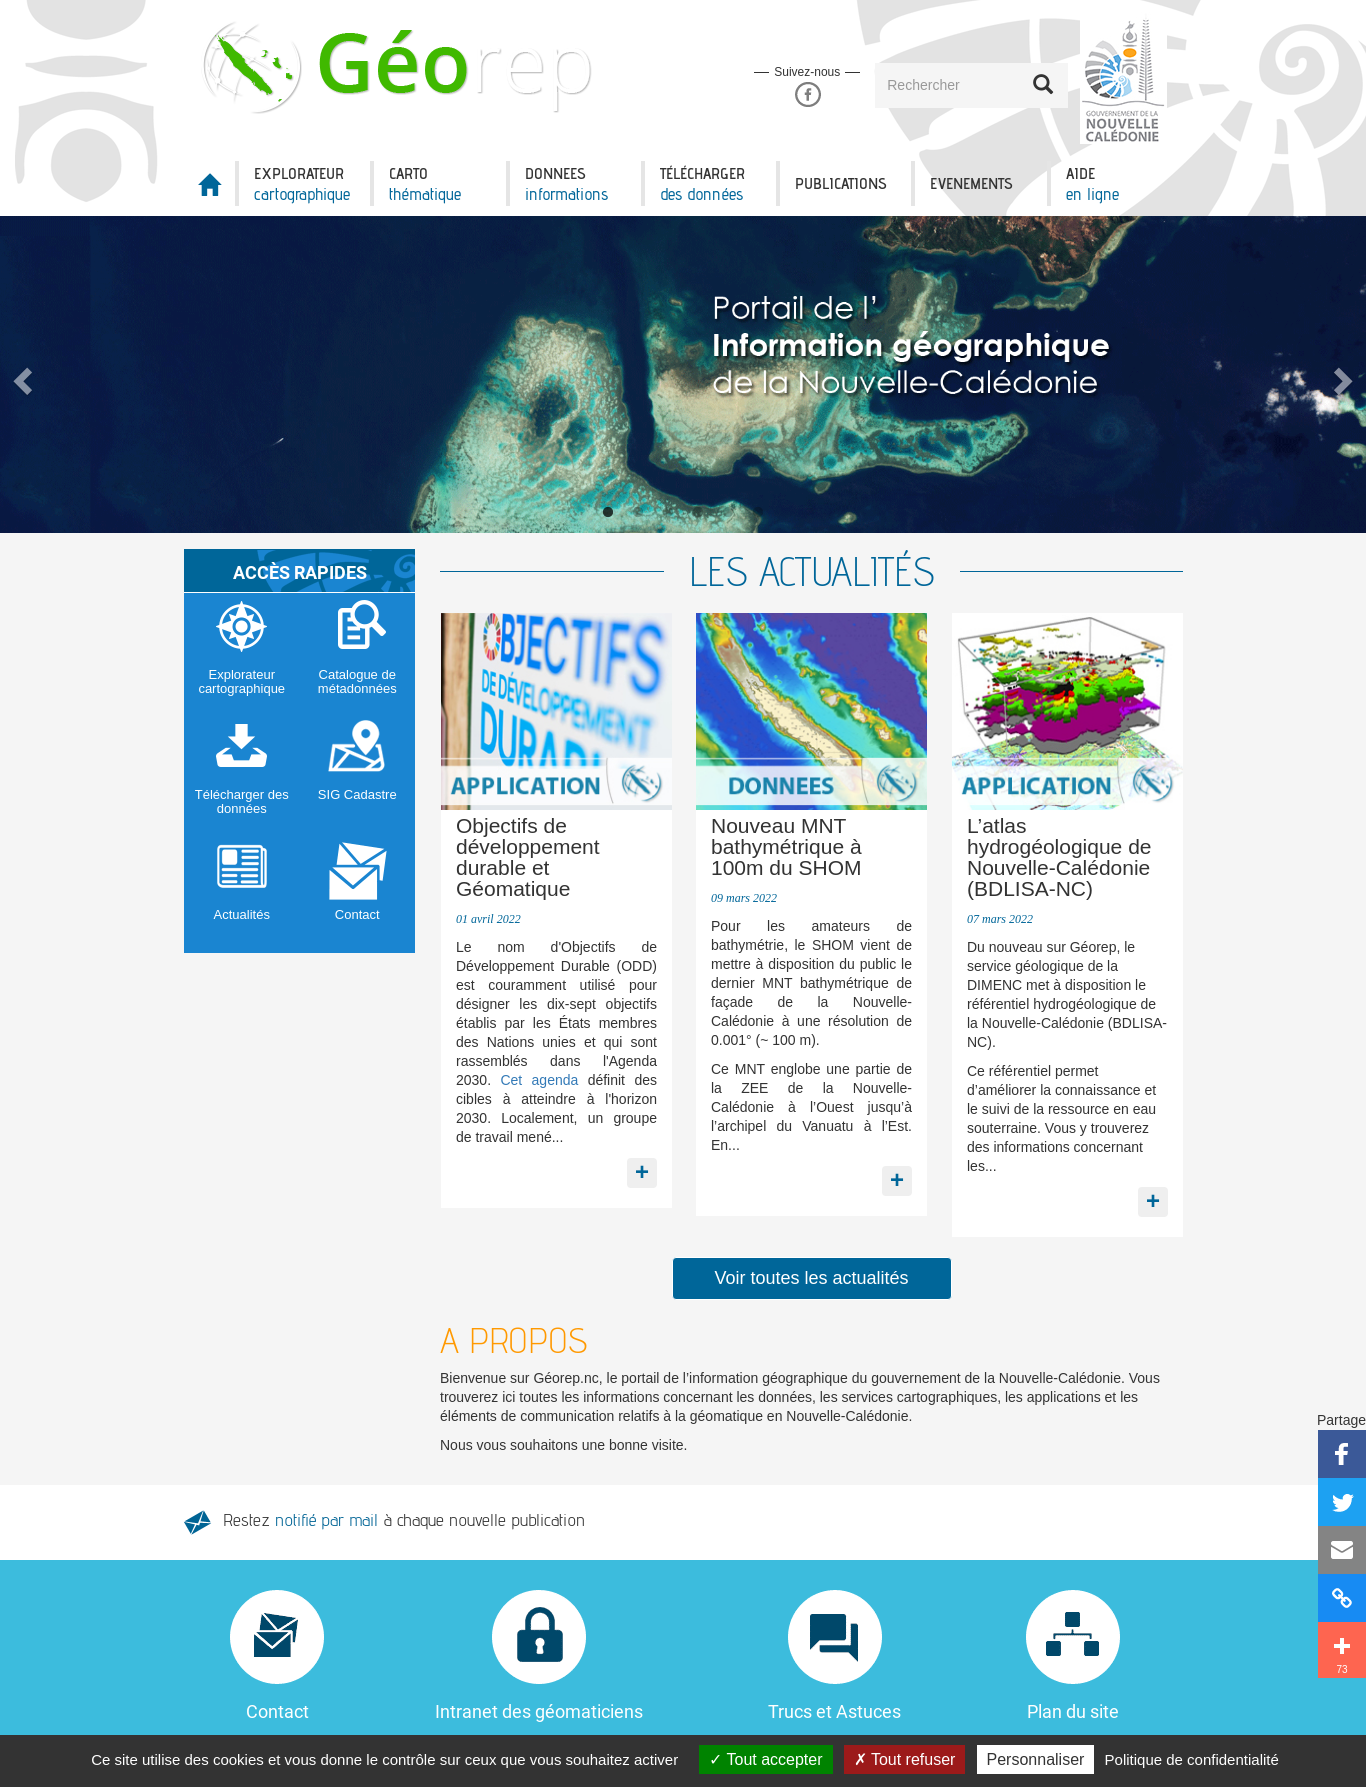 Géorep
Suivez-nous
Rechercher
GOUVERNEMENT DE LA
NOUVELLE
CALÉDONIE
EXPLORATEUR
cartographique
CARTO
thématique
DONNEES
informations
TÉLÉCHARGER
des données
PUBLICATIONS
EVENEMENTS
AIDE
en ligne
Portail de l’
Information géographique
de la Nouvelle-Calédonie
ACCÈS RAPIDES
Explorateur
cartographique
Catalogue de
métadonnées
Télécharger des
données
SIG Cadastre
Actualités
Contact
LES ACTUALITÉS
OBJECTIFS
DE DÉVELOPPEMENT
DURABL
APPLICATION
Objectifs de
développement
durable et
Géomatique
01 avril 2022
Le nom d'Objectifs de
Développement Durable (ODD)
est couramment utilisé pour
désigner les dix-sept objectifs
établis par les États membres
des Nations unies et qui sont
rassemblés dans l'Agenda
2030. Cet agenda définit des
cibles à atteindre à l'horizon
2030. Localement, un groupe
de travail mené...
+
DONNEES
Nouveau MNT
bathymétrique à
100m du SHOM
09 mars 2022
Pour les amateurs de
bathymétrie, le SHOM vient de
mettre à disposition du public le
dernier MNT bathymétrique de
façade de la Nouvelle-
Calédonie à une résolution de
0.001° (~ 100 m).
Ce MNT englobe une partie de
la ZEE de la Nouvelle-
Calédonie à l’Ouest jusqu’à
l’archipel du Vanuatu à l’Est.
En...
+
APPLICATION
L’atlas
hydrogéologique de
Nouvelle-Calédonie
(BDLISA-NC)
07 mars 2022
Du nouveau sur Géorep, le
service géologique de la
DIMENC met à disposition le
référentiel hydrogéologique de
la Nouvelle-Calédonie (BDLISA-
NC).
Ce référentiel permet
d’améliorer la connaissance et
le suivi de la ressource en eau
souterraine. Vous y trouverez
des informations concernant
les...
+
Voir toutes les actualités
A PROPOS
Bienvenue sur Géorep.nc, le portail de l’information géographique du gouvernement de la Nouvelle-Calédonie. Vous
trouverez ici toutes les informations concernant les données, les services cartographiques, les applications et les
éléments de communication relatifs à la géomatique en Nouvelle-Calédonie.
Nous vous souhaitons une bonne visite.
Partage
73
Restez notifié par mail à chaque nouvelle publication
Contact
Intranet des géomaticiens
Trucs et Astuces
Plan du site
Ce site utilise des cookies et vous donne le contrôle sur ceux que vous souhaitez activer
✓ Tout accepter
✗ Tout refuser
Personnaliser
Politique de confidentialité